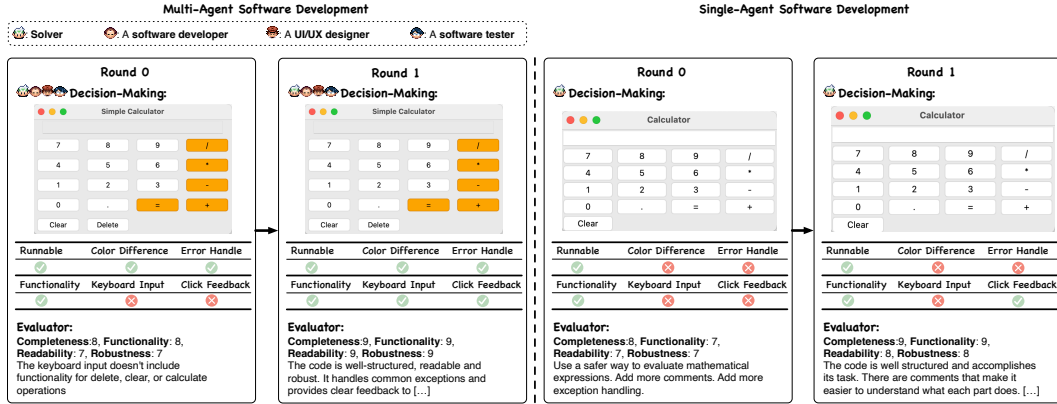 Multi-Agent Software Development
Single-Agent Software Development
: Solver : A software developer : A UI/UX designer : A software tester
Round 0
Decision-Making:
Simple Calculator
7 8 9 /
4 5 6 *
1 2 3 -
0 . = +
Clear Delete
Runnable Color Difference Error Handle
Functionality Keyboard Input Click Feedback
Evaluator:
Completeness:8, Functionality: 8,
Readability: 7, Robustness: 7
The keyboard input doesn't include
functionality for delete, clear, or calculate
operations
Round 1
Decision-Making:
Simple Calculator
7 8 9 /
4 5 6 *
1 2 3 -
0 . = +
Clear Delete
Runnable Color Difference Error Handle
Functionality Keyboard Input Click Feedback
Evaluator:
Completeness:9, Functionality: 9,
Readability: 9, Robustness: 9
The code is well-structured, readable and
robust. It handles common exceptions and
provides clear feedback to [...]
Round 0
Decision-Making:
Calculator
7 8 9 /
4 5 6 *
1 2 3 -
0 . = +
Clear
Runnable Color Difference Error Handle
Functionality Keyboard Input Click Feedback
Evaluator:
Completeness:8, Functionality: 7,
Readability: 7, Robustness: 7
Use a safer way to evaluate mathematical
expressions. Add more comments. Add more
exception handling.
Round 1
Decision-Making:
Calculator
7 8 9 /
4 5 6 *
1 2 3 -
0 . = +
Clear
Runnable Color Difference Error Handle
Functionality Keyboard Input Click Feedback
Evaluator:
Completeness:9, Functionality: 9,
Readability: 8, Robustness: 8
The code is well structured and accomplishes
its task. There are comments that make it
easier to understand what each part does. [...]